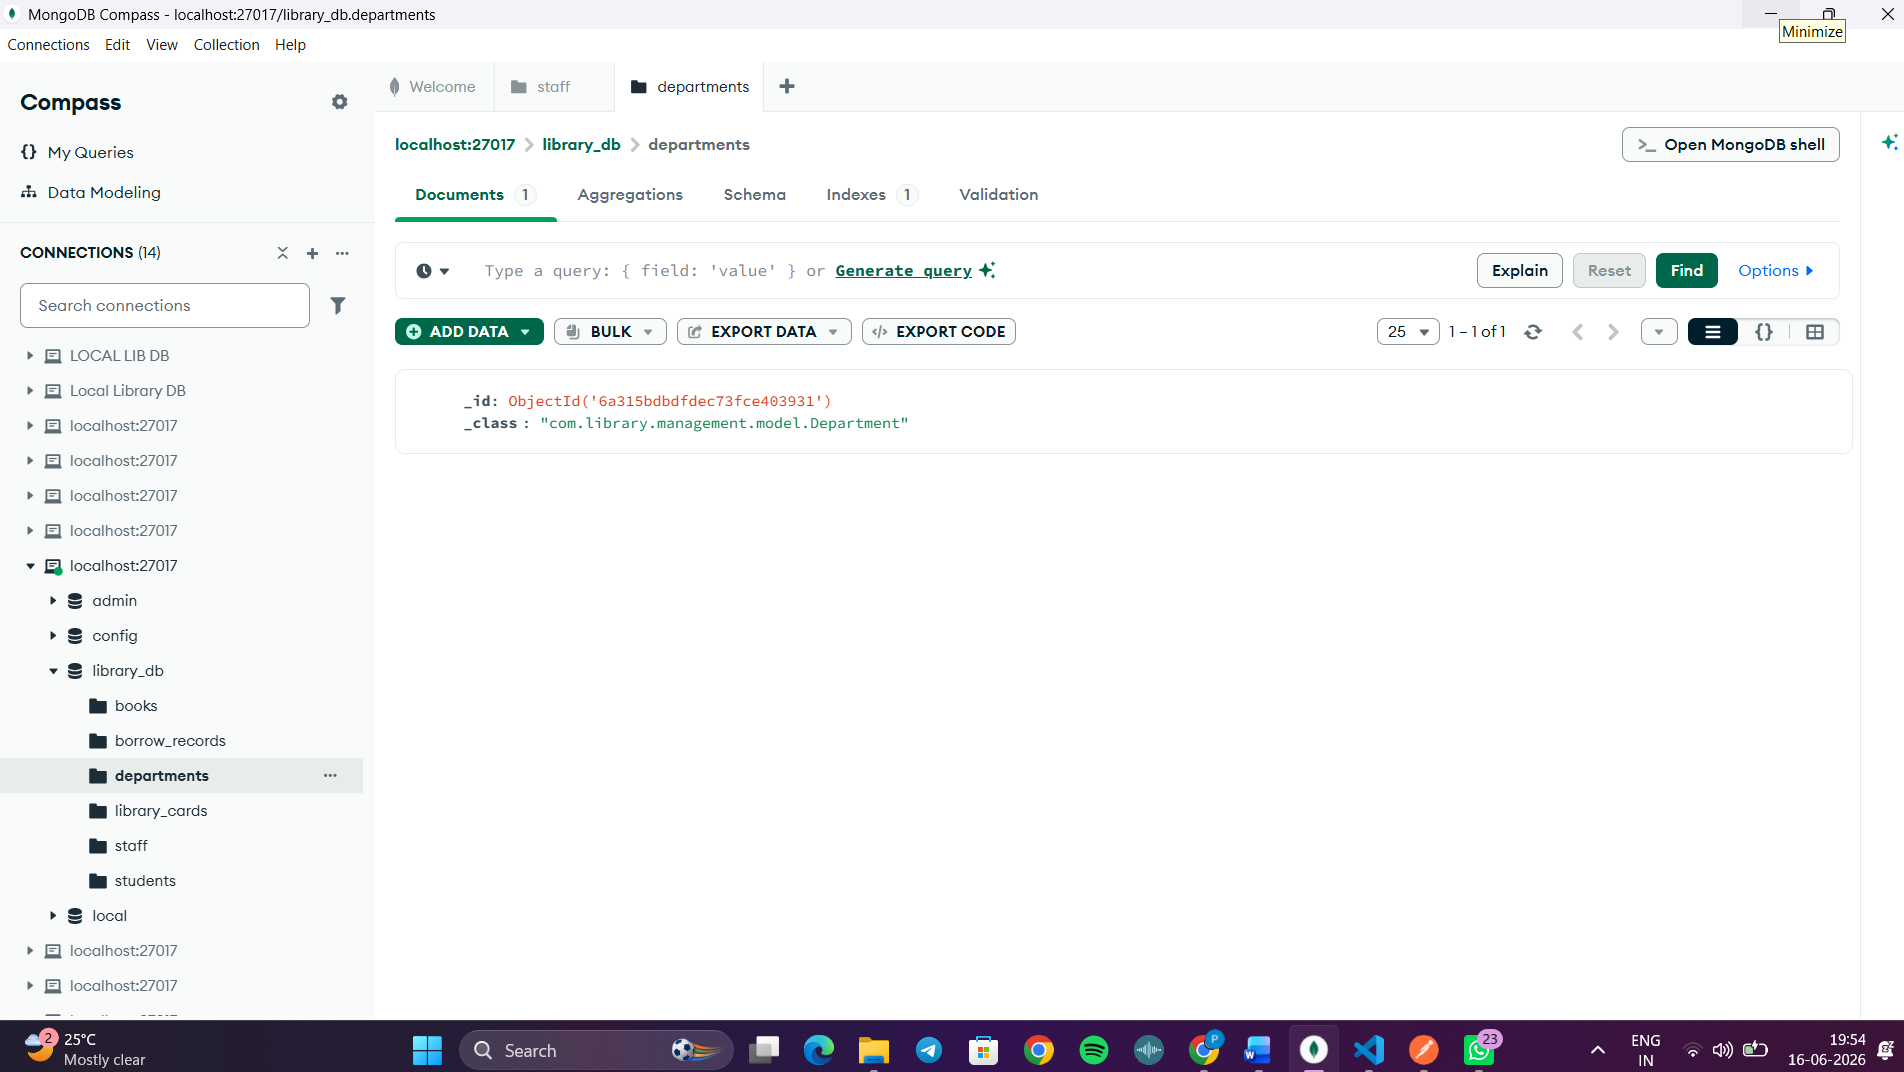 MongoDB Compass - localhost:27017/library_db.departments
Minimize
Connections Edit View Collection Help
Compass
My Queries
Data Modeling
CONNECTIONS (14)
Search connections
LOCAL LIB DB
Local Library DB
localhost:27017
localhost:27017
localhost:27017
localhost:27017
localhost:27017
admin
config
library_db
books
borrow_records
departments
library_cards
staff
students
local
localhost:27017
localhost:27017
Welcome staff departments
localhost:27017 > library_db > departments
Open MongoDB shell
Documents 1 Aggregations Schema Indexes 1 Validation
Type a query: { field: 'value' } or Generate query
Explain Reset Find Options
ADD DATA BULK EXPORT DATA EXPORT CODE
25 1 – 1 of 1
_id: ObjectId('6a315bdbdfdec73fce403931')
_class : "com.library.management.model.Department"
2 25°C
Mostly clear
Search
P
23
ENG
IN
19:54
16-06-2026